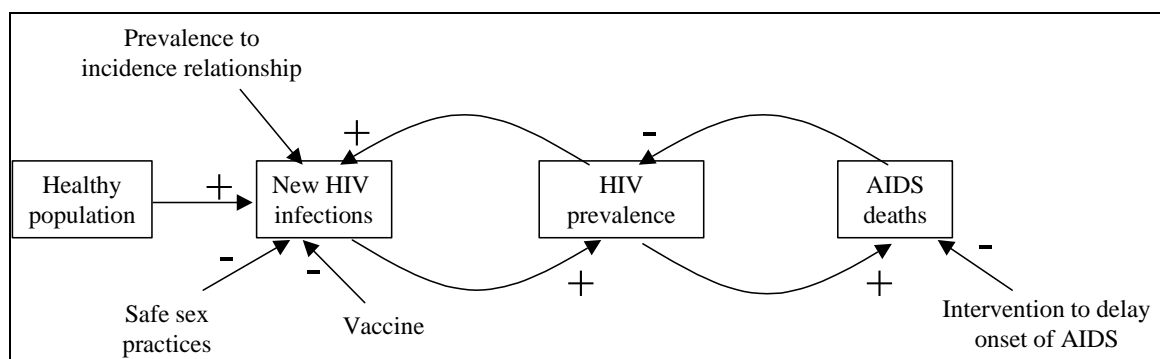 Prevalence to
incidence relationship
+
-
Healthy
population
+
New HIV
infections
HIV
prevalence
AIDS
deaths
-
-
-
+
+
Safe sex
practices
Vaccine
Intervention to delay
onset of AIDS